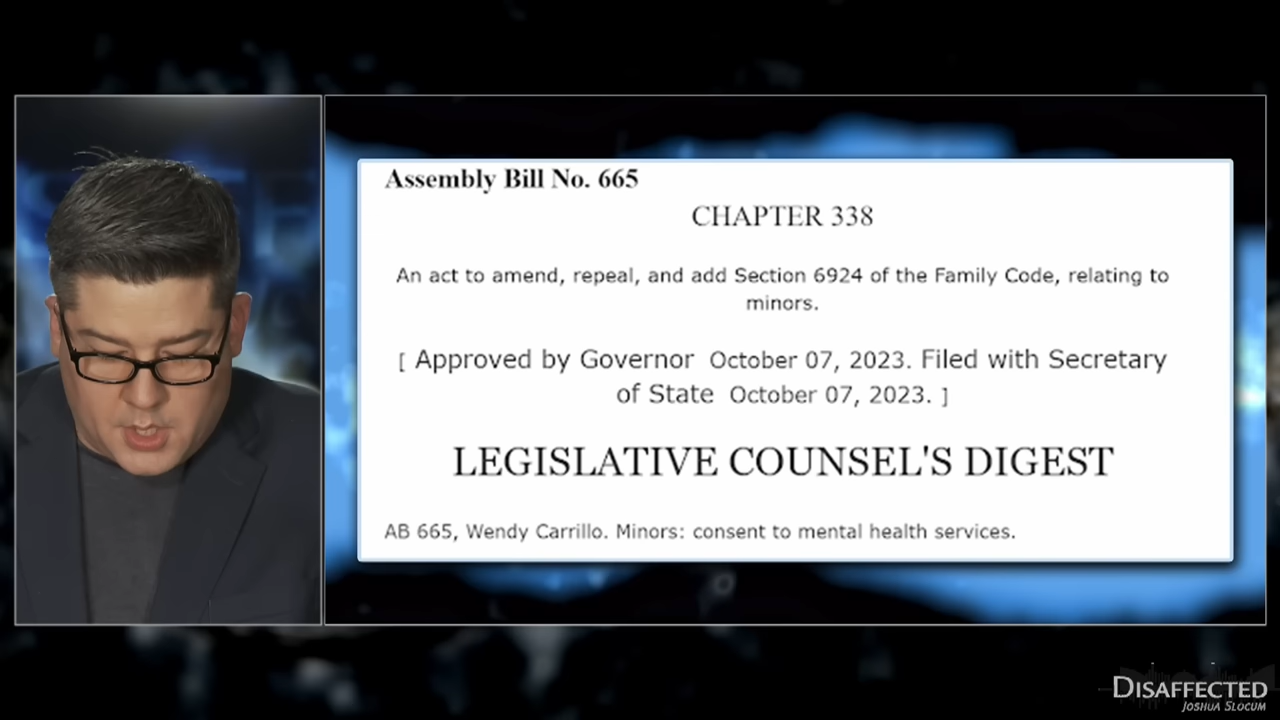 Assembly Bill No. 665
CHAPTER 338
An act to amend, repeal, and add Section 6924 of the Family Code, relating to
minors.
[ Approved by Governor October 07, 2023. Filed with Secretary
of State October 07, 2023. ]
LEGISLATIVE COUNSEL'S DIGEST
AB 665, Wendy Carrillo. Minors: consent to mental health services.
DISAFFECTED
JOSHUA SLOCUM